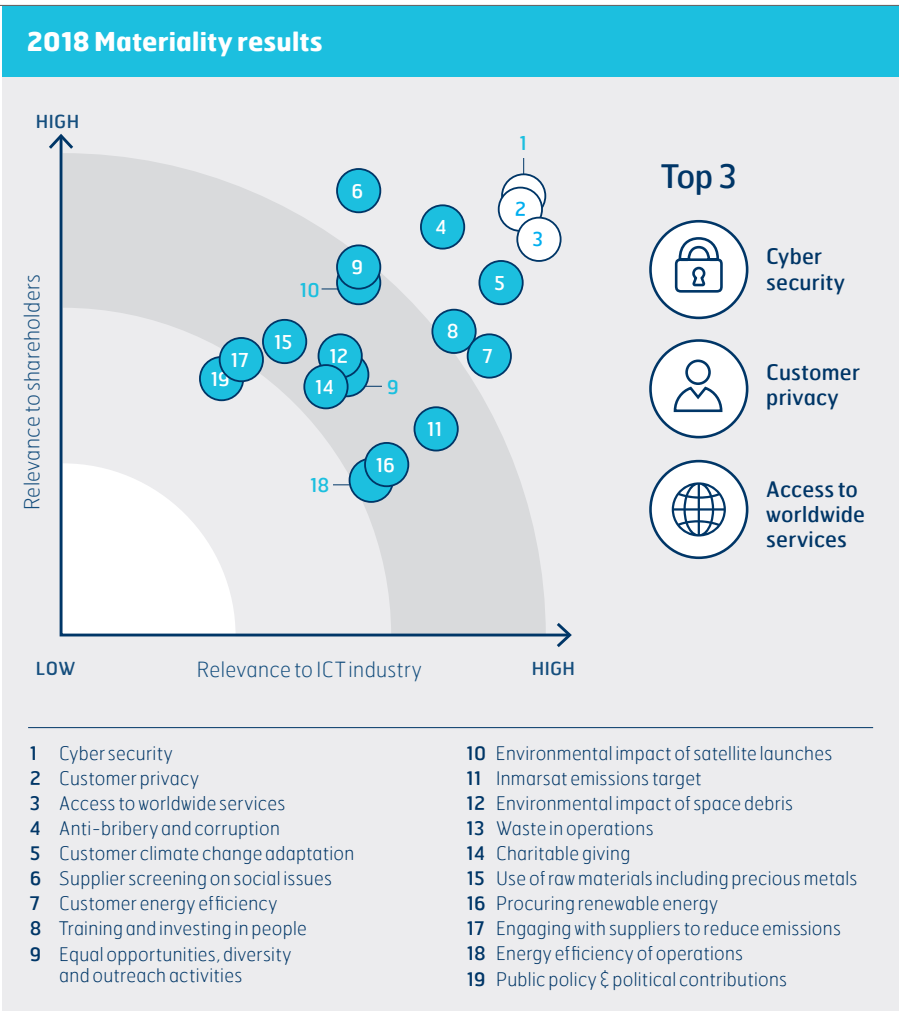 2018 Materiality results
HIGH
1
6
2
4
3
9
5
10
8
15
12
7
17
19
14
9
11
16
18
Relevance to shareholders
LOW
Relevance to ICT industry
HIGH
Top 3
Cyber
security
Customer
privacy
Access to
worldwide
services
1 Cyber security
2 Customer privacy
3 Access to worldwide services
4 Anti-bribery and corruption
5 Customer climate change adaptation
6 Supplier screening on social issues
7 Customer energy efficiency
8 Training and investing in people
9 Equal opportunities, diversity
and outreach activities
10 Environmental impact of satellite launches
11 Inmarsat emissions target
12 Environmental impact of space debris
13 Waste in operations
14 Charitable giving
15 Use of raw materials including precious metals
16 Procuring renewable energy
17 Engaging with suppliers to reduce emissions
18 Energy efficiency of operations
19 Public policy & political contributions